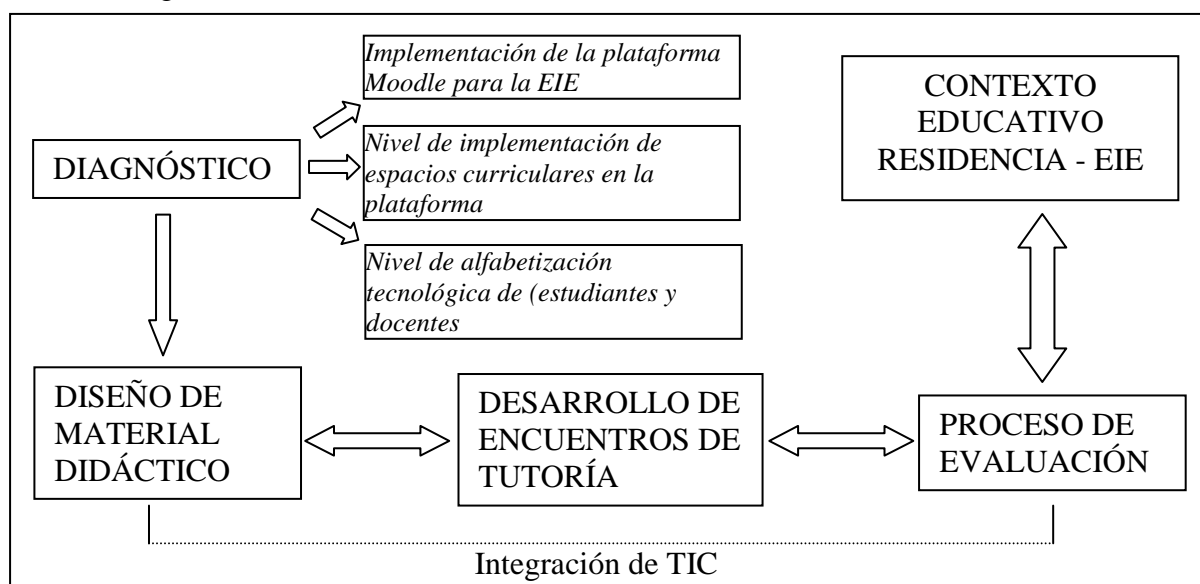 Implementación de la plataforma
Moodle para la EIE
CONTEXTO
EDUCATIVO
RESIDENCIA - EIE
DIAGNÓSTICO
Nivel de implementación de
espacios curriculares en la
plataforma
Nivel de alfabetización
tecnológica de (estudiantes y
docentes
DISEÑO DE
MATERIAL
DIDÁCTICO
DESARROLLO DE
ENCUENTROS DE
TUTORÍA
PROCESO DE
EVALUACIÓN
Integración de TIC